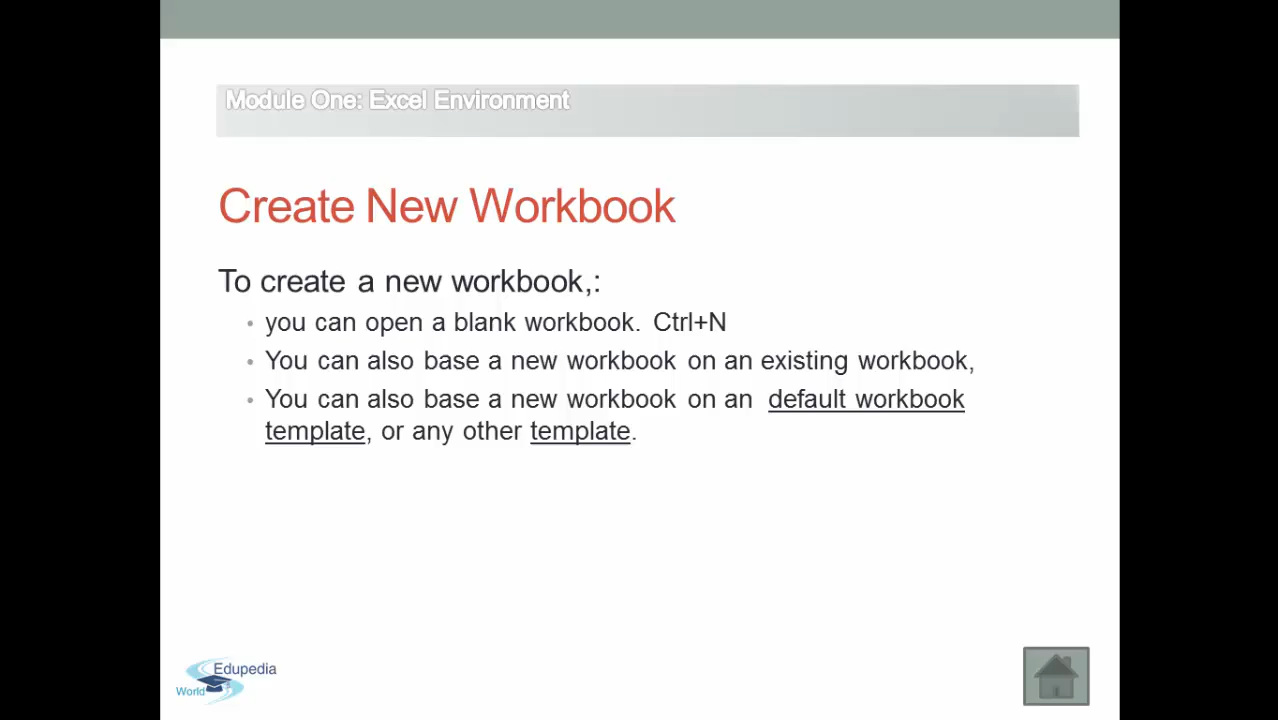 Module One: Excel Environment
Create New Workbook
To create a new workbook,:
• you can open a blank workbook. Ctrl+N
• You can also base a new workbook on an existing workbook,
• You can also base a new workbook on an default workbook
template, or any other template.
Edupedia
World